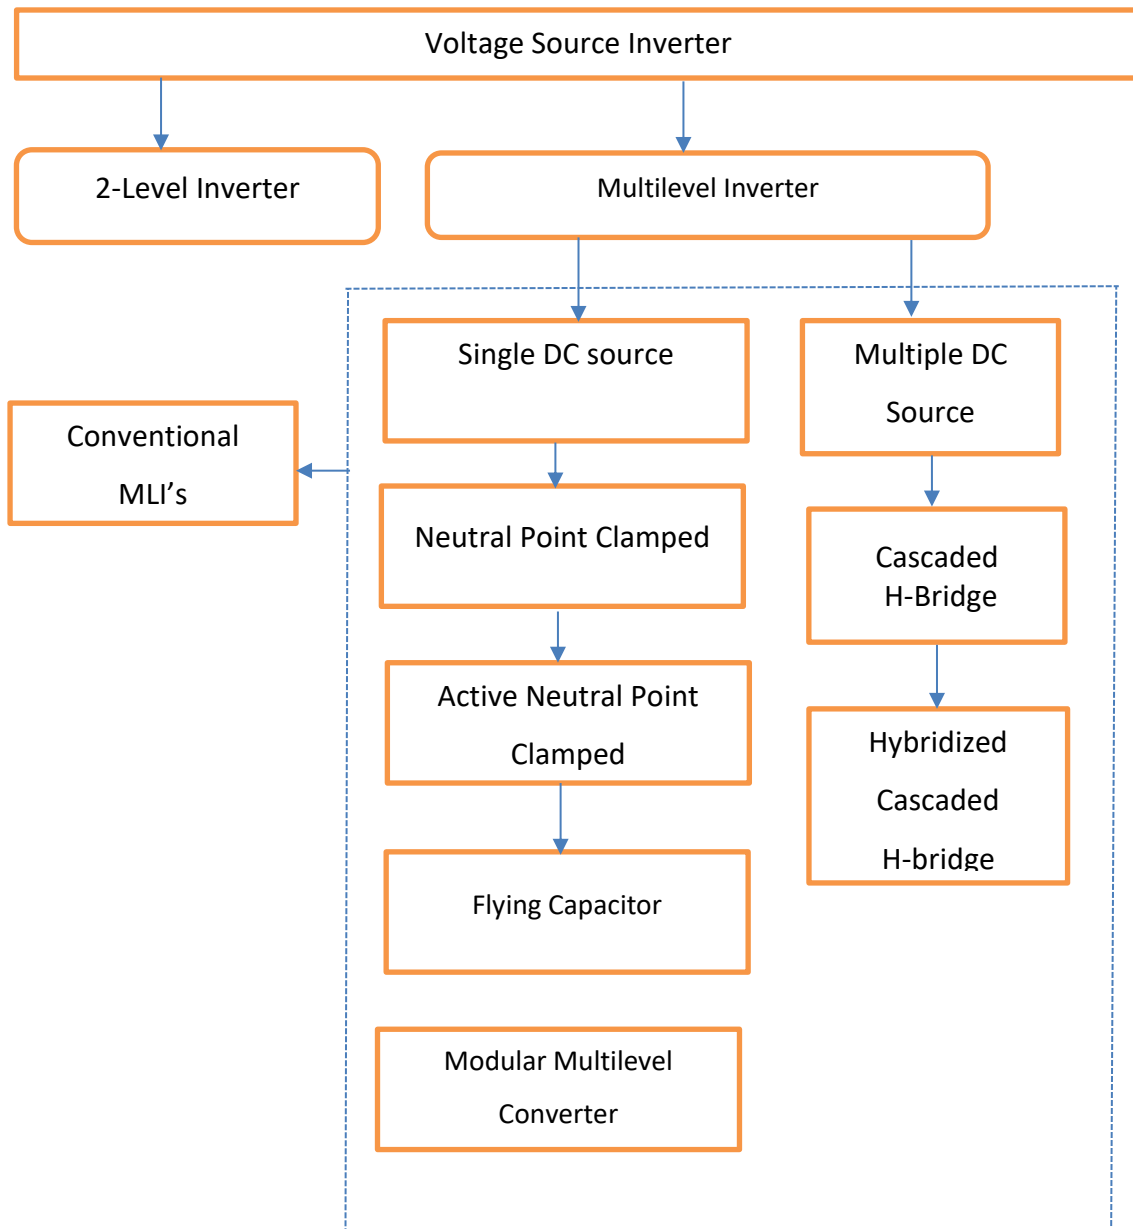 Voltage Source Inverter
2-Level Inverter
Multilevel Inverter
Single DC source
Multiple DC
Source
Conventional
MLI’s
Neutral Point Clamped
Cascaded
H-Bridge
Active Neutral Point
Clamped
Hybridized
Cascaded
H-bridge
Flying Capacitor
Modular Multilevel
Converter